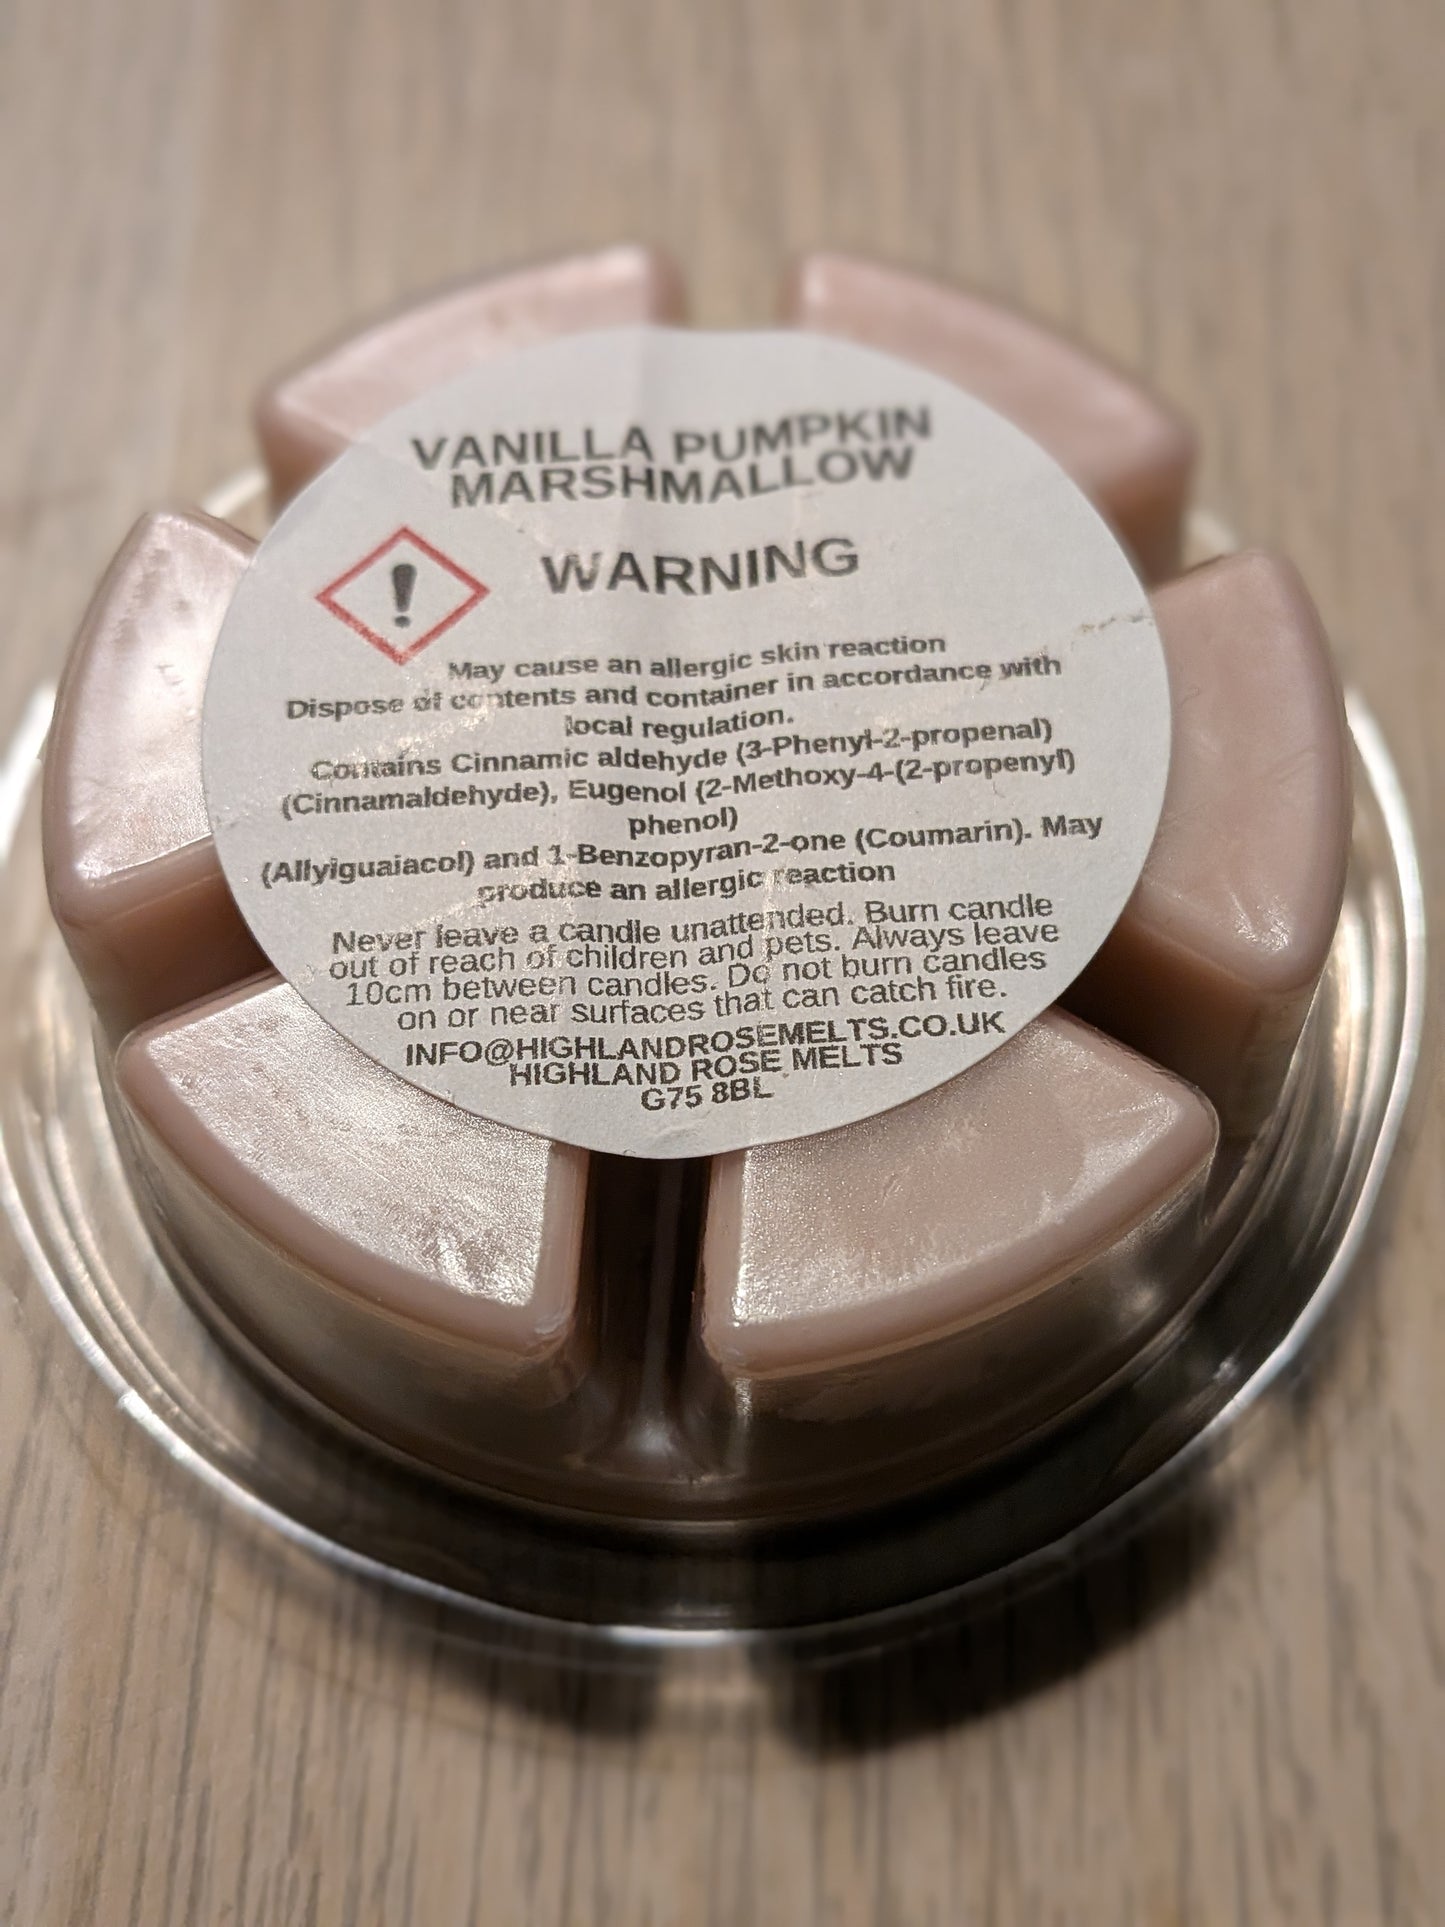 VANILLA PUMPKIN
MARSHMALLOW
WARNING
May cause an allergic skin reaction
Dispose of contents and container in accordance with
local regulation.
Contains Cinnamic aldehyde (3-Phenyl-2-propenal)
(Cinnamaldehyde), Eugenol (2-Methoxy-4-(2-propenyl)
phenol)
(Allyiguaiacol) and 1-Benzopyran-2-one (Coumarin). May
produce an allergic reaction
Never leave a candle unattended. Burn candle
out of reach of children and pets. Always leave
10cm between candles. Do not burn candles
on or near surfaces that can catch fire.
INFO@HIGHLANDROSEMELTS.CO.UK
HIGHLAND ROSE MELTS
G75 8BL